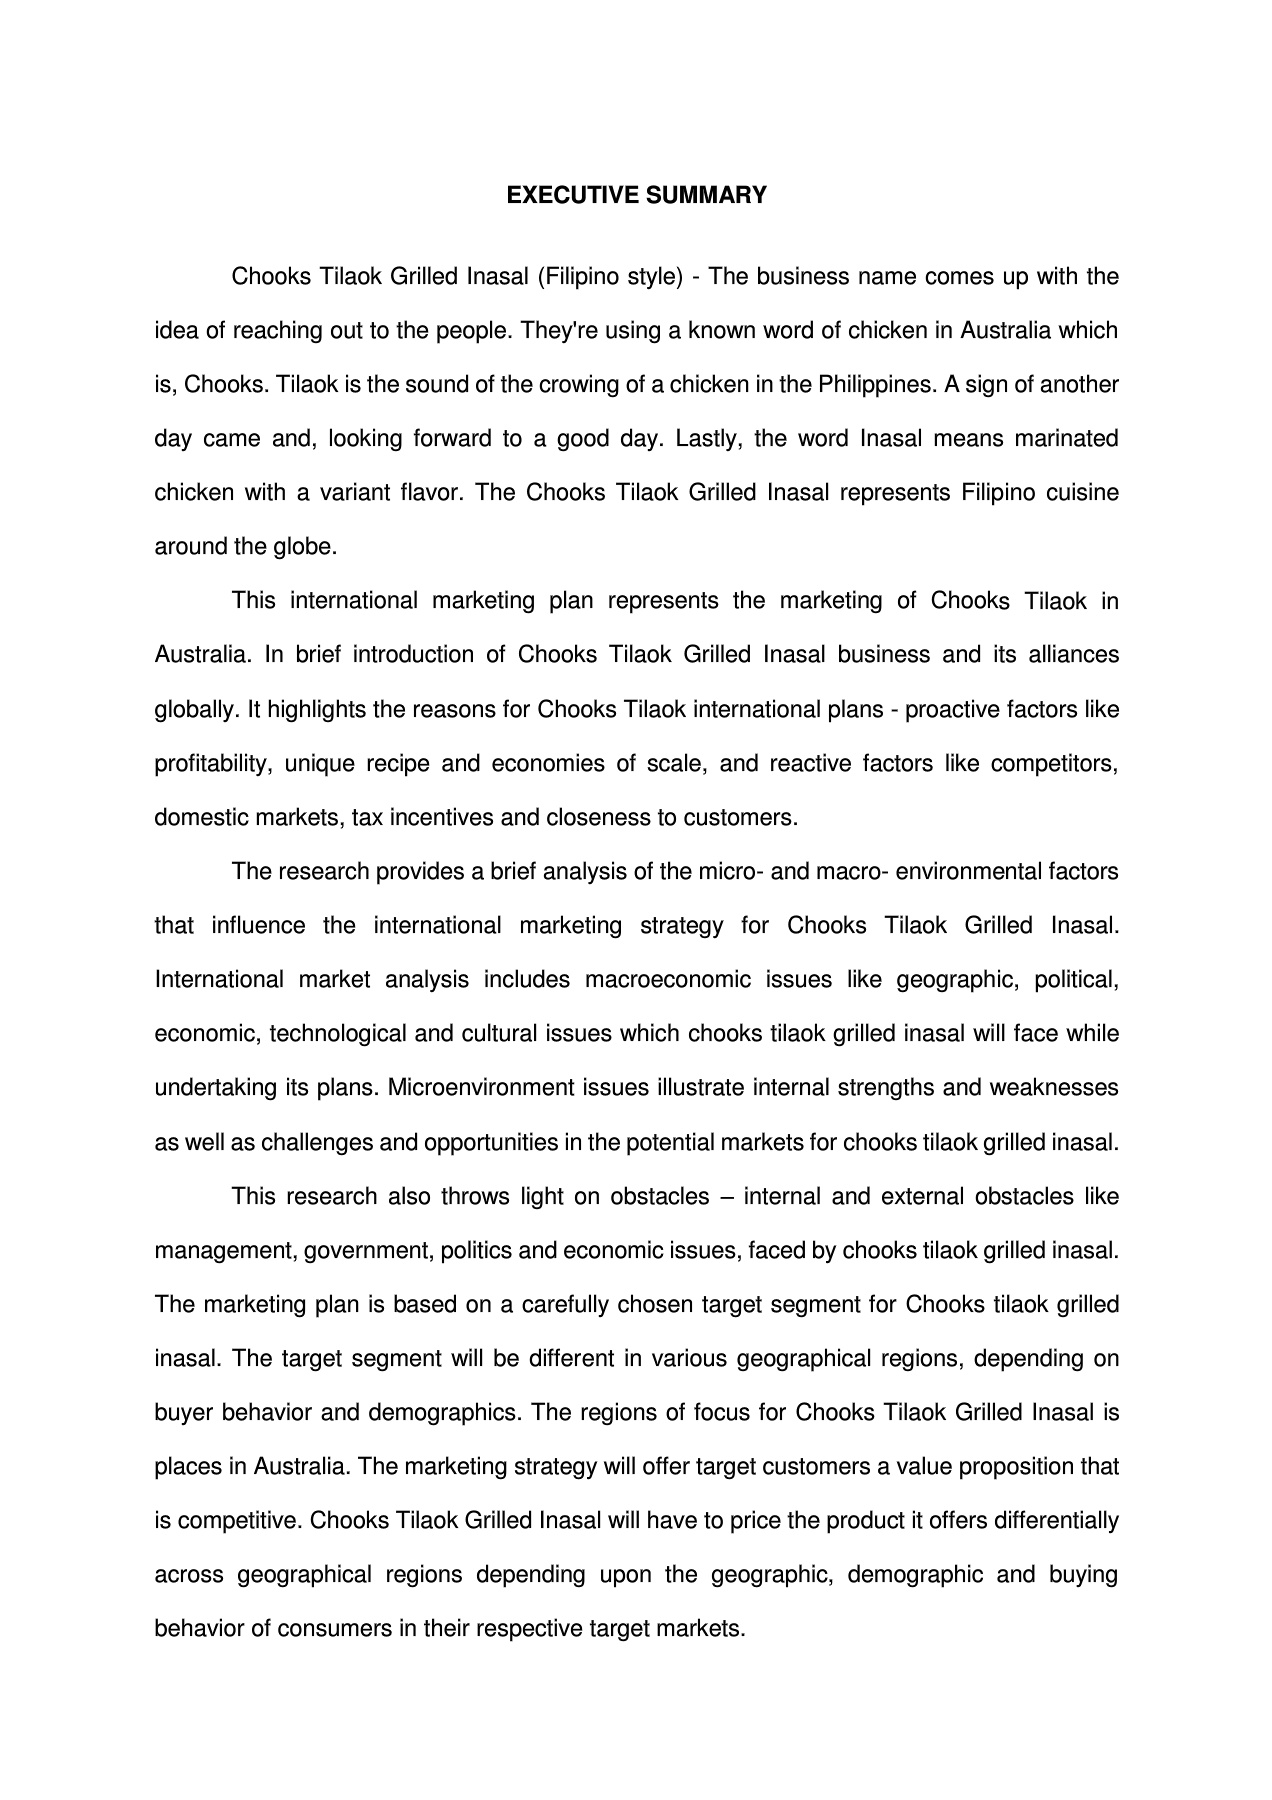 EXECUTIVE SUMMARY
Chooks Tilaok Grilled Inasal (Filipino style) - The business name comes up with the
idea of reaching out to the people. They're using a known word of chicken in Australia which
is, Chooks. Tilaok is the sound of the crowing of a chicken in the Philippines. A sign of another
day came and, looking forward to a good day. Lastly, the word Inasal means marinated
chicken with a variant flavor. The Chooks Tilaok Grilled Inasal represents Filipino cuisine
around the globe.
This international marketing plan represents the marketing of Chooks Tilaok in
Australia. In brief introduction of Chooks Tilaok Grilled Inasal business and its alliances
globally. It highlights the reasons for Chooks Tilaok international plans - proactive factors like
profitability, unique recipe and economies of scale, and reactive factors like competitors,
domestic markets, tax incentives and closeness to customers.
The research provides a brief analysis of the micro- and macro- environmental factors
that influence the international marketing strategy for Chooks Tilaok Grilled Inasal.
International market analysis includes macroeconomic issues like geographic, political,
economic, technological and cultural issues which chooks tilaok grilled inasal will face while
undertaking its plans. Microenvironment issues illustrate internal strengths and weaknesses
as well as challenges and opportunities in the potential markets for chooks tilaok grilled inasal.
This research also throws light on obstacles – internal and external obstacles like
management, government, politics and economic issues, faced by chooks tilaok grilled inasal.
The marketing plan is based on a carefully chosen target segment for Chooks tilaok grilled
inasal. The target segment will be different in various geographical regions, depending on
buyer behavior and demographics. The regions of focus for Chooks Tilaok Grilled Inasal is
places in Australia. The marketing strategy will offer target customers a value proposition that
is competitive. Chooks Tilaok Grilled Inasal will have to price the product it offers differentially
across geographical regions depending upon the geographic, demographic and buying
behavior of consumers in their respective target markets.